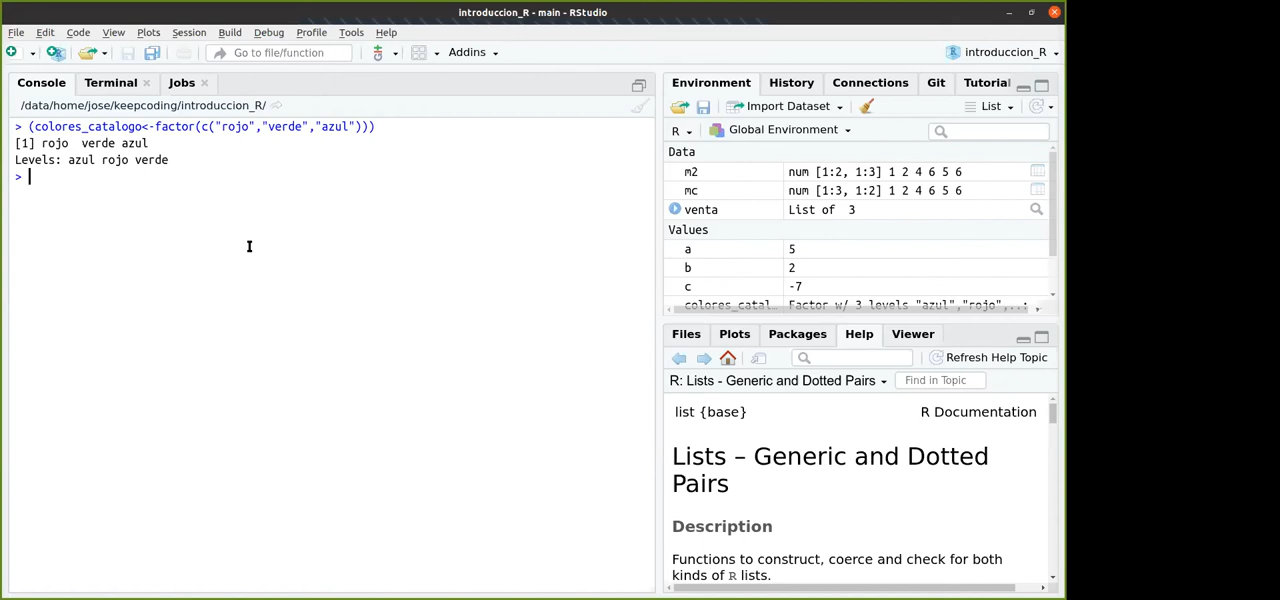 introduccion_R - main - RStudio
File Edit Code View Plots Session Build Debug Profile Tools Help
Go to file/function Addins introduccion_R
Console Terminal Jobs
/data/home/jose/keepcoding/introduccion_R/
> (colores_catalogo<-factor(c("rojo","verde","azul")))
[1] rojo  verde azul
Levels: azul rojo verde
>
Environment History Connections Git Tutorial
Import Dataset List
R Global Environment
Data
m2 num [1:2, 1:3] 1 2 4 6 5 6
mc num [1:3, 1:2] 1 2 4 6 5 6
venta List of  3
Values
a 5
b 2
c -7
colores_catal… Factor w/ 3 levels "azul","rojo",..:
Files Plots Packages Help Viewer
Refresh Help Topic
R: Lists - Generic and Dotted Pairs Find in Topic
list {base} R Documentation
Lists – Generic and Dotted
Pairs
Description
Functions to construct, coerce and check for both
kinds of R lists.